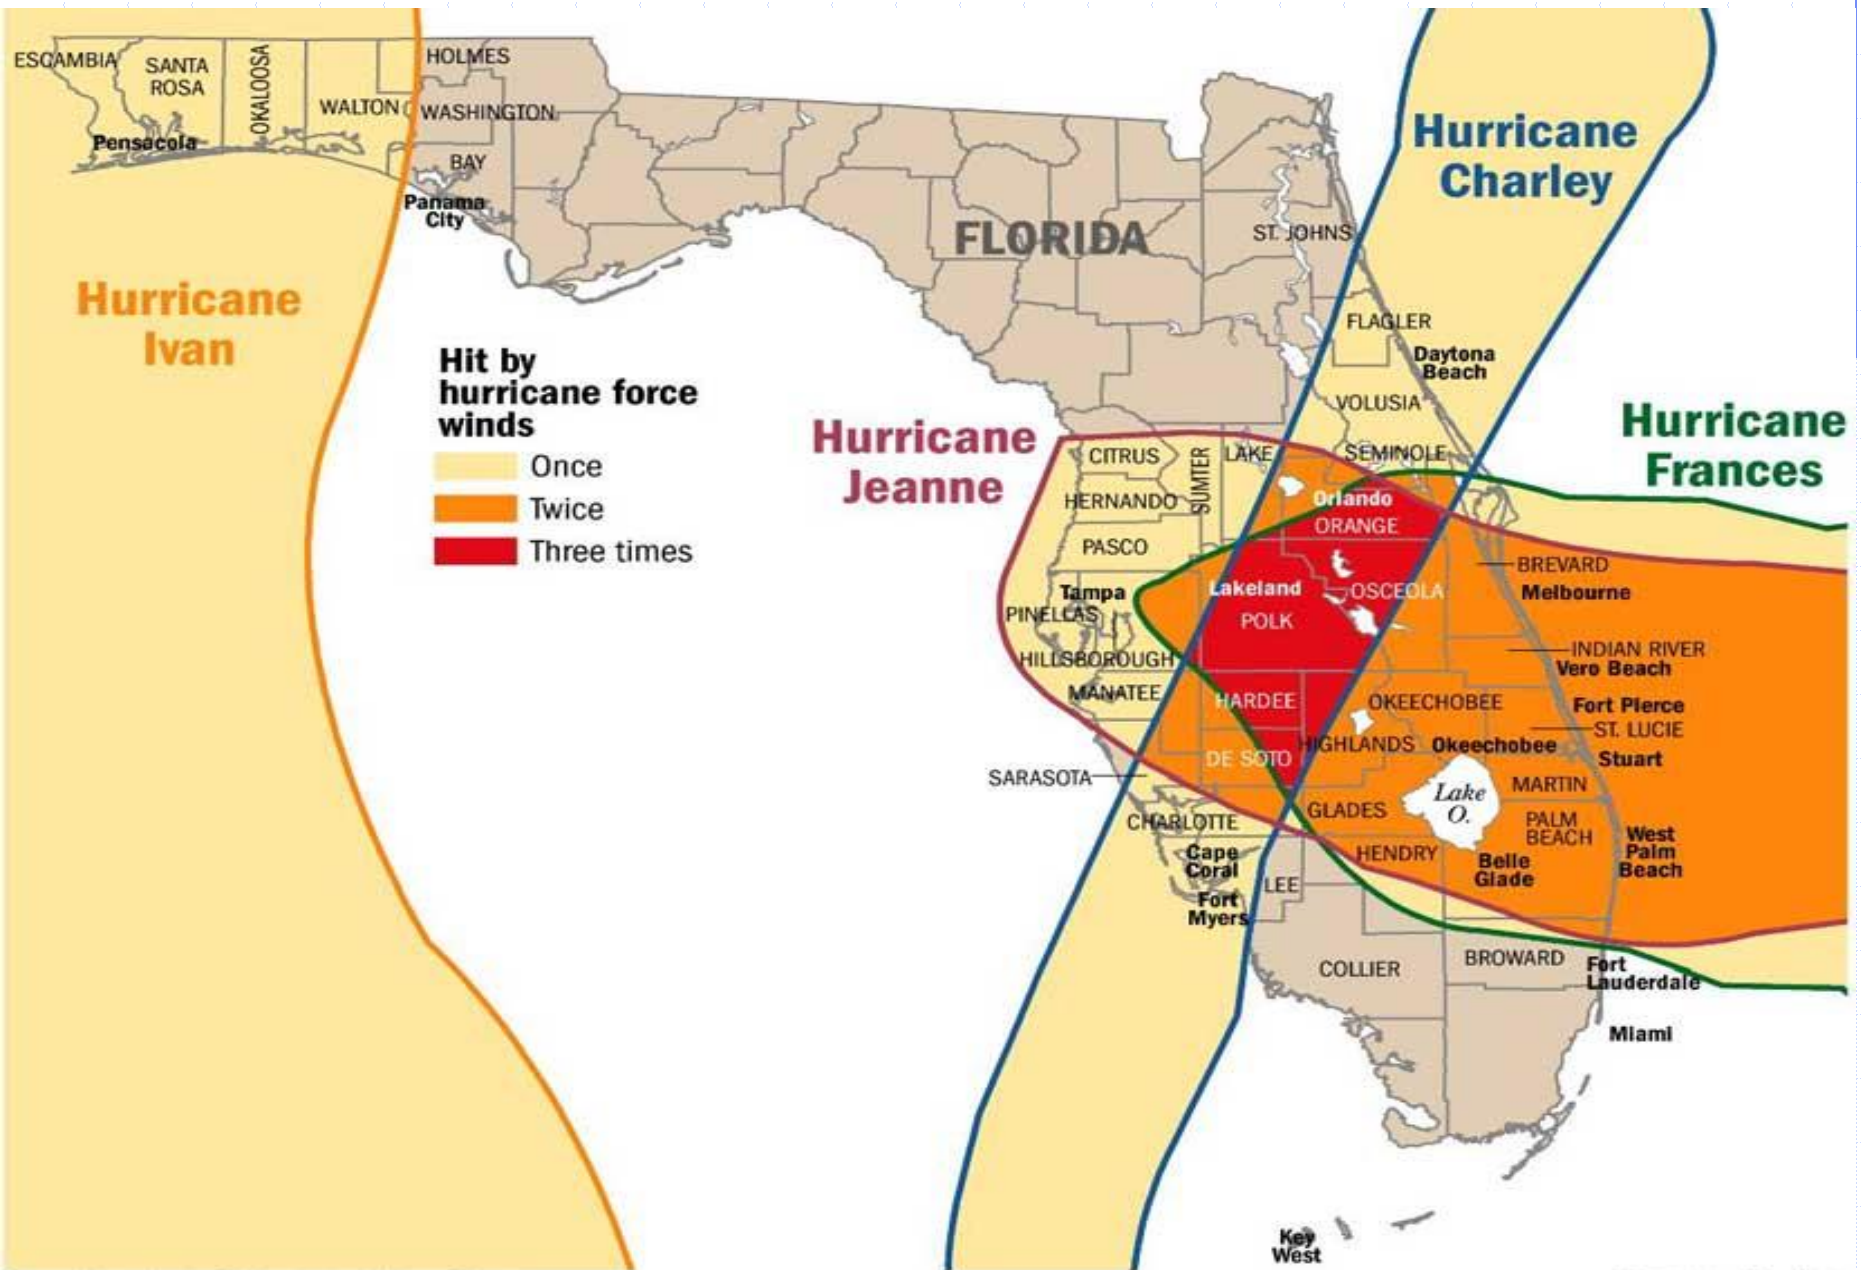 ESCAMBIA
SANTA
ROSA
OKALOOSA
WALTON
HOLMES
WASHINGTON
BAY
Pensacola
Panama
City
Hurricane
Ivan
Hit by
hurricane force
winds
Once
Twice
Three times
FLORIDA
Hurricane
Charley
ST. JOHNS
FLAGLER
Daytona
Beach
VOLUSIA
SEMINOLE
Hurricane
Jeanne
Hurricane
Frances
CITRUS
SUMTER
LAKE
HERNANDO
Orlando
ORANGE
PASCO
BREVARD
Melbourne
Tampa
Lakeland
OSCEOLA
PINELLAS
POLK
HILLSBOROUGH
INDIAN RIVER
Vero Beach
MANATEE
HARDEE
OKEECHOBEE
Fort Pierce
ST. LUCIE
HIGHLANDS
Okeechobee
DE SOTO
Stuart
SARASOTA
MARTIN
Lake
O.
GLADES
CHARLOTTE
PALM
BEACH
West
Palm
Beach
HENDRY
Belle
Glade
Cape
Coral
LEE
Fort
Myers
COLLIER
BROWARD
Fort
Lauderdale
Miami
Key
West